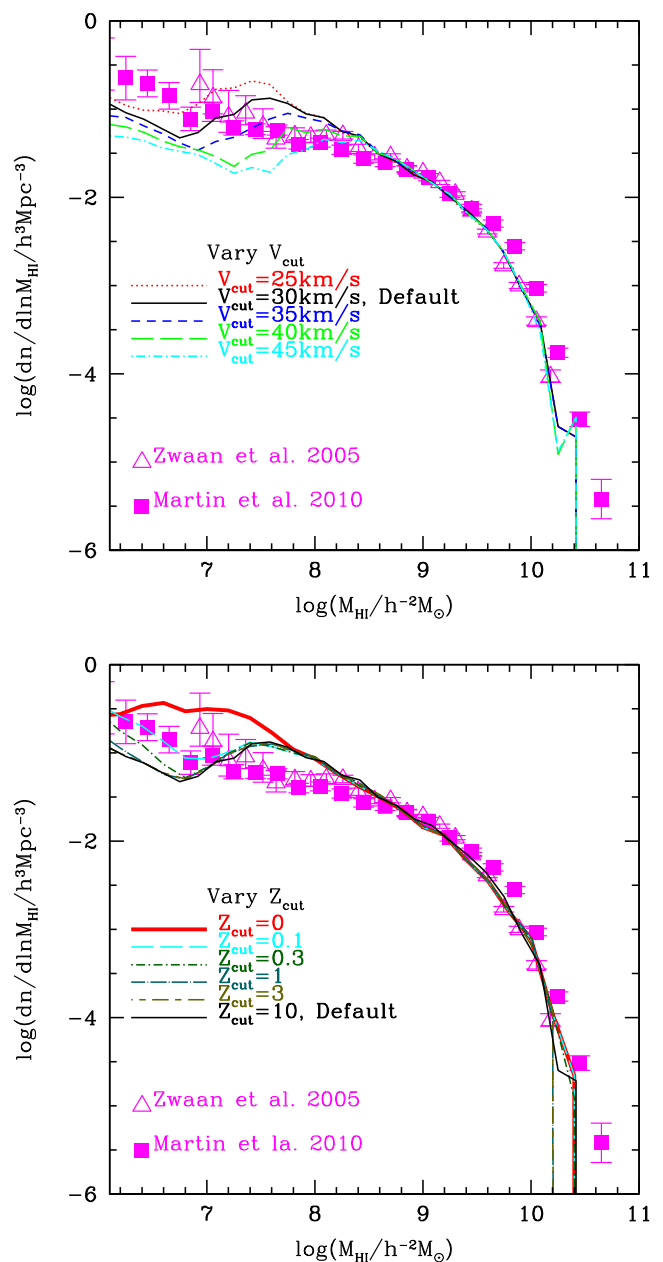 0
−2
−4
−6
log(dn/dlnM_HI/h³Mpc⁻³)
Vary V_cut
V_cut=25km/s
V_cut=30km/s, Default
V_cut=35km/s
V_cut=40km/s
V_cut=45km/s
Zwaan et al. 2005
Martin et al. 2010
7 8 9 10 11
log(M_HI/h⁻²M_⊙)
0
−2
−4
−6
log(dn/dlnM_HI/h³Mpc⁻³)
Vary Z_cut
Z_cut=0
Z_cut=0.1
Z_cut=0.3
Z_cut=1
Z_cut=3
Z_cut=10, Default
Zwaan et al. 2005
Martin et la. 2010
7 8 9 10 11
log(M_HI/h⁻²M_⊙)